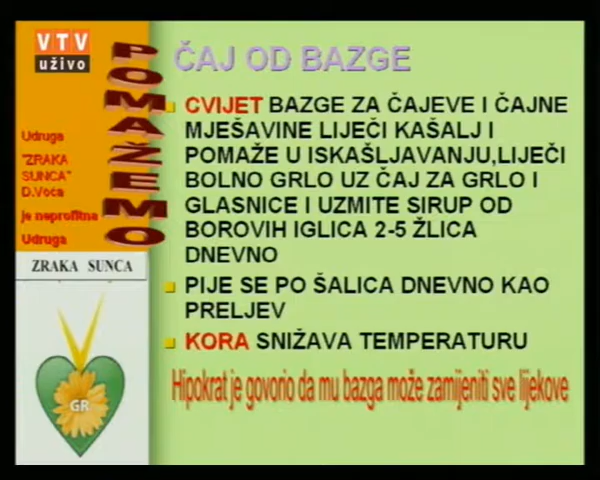 VTV
uživo
POMAŽEMO
Udruga
"ZRAKA
SUNCA"
D.Voća
je neprofitna
Udruga
ZRAKA SUNCA
GR
ČAJ OD BAZGE
CVIJET BAZGE ZA ČAJEVE I ČAJNE
MJEŠAVINE LIJEČI KAŠALJ I
POMAŽE U ISKAŠLJAVANJU,LIJEČI
BOLNO GRLO UZ ČAJ ZA GRLO I
GLASNICE I UZMITE SIRUP OD
BOROVIH IGLICA 2-5 ŽLICA
DNEVNO
PIJE SE PO ŠALICA DNEVNO KAO
PRELJEV
KORA SNIŽAVA TEMPERATURU
Hipokrat je govorio da mu bazga može zamijeniti sve lijekove